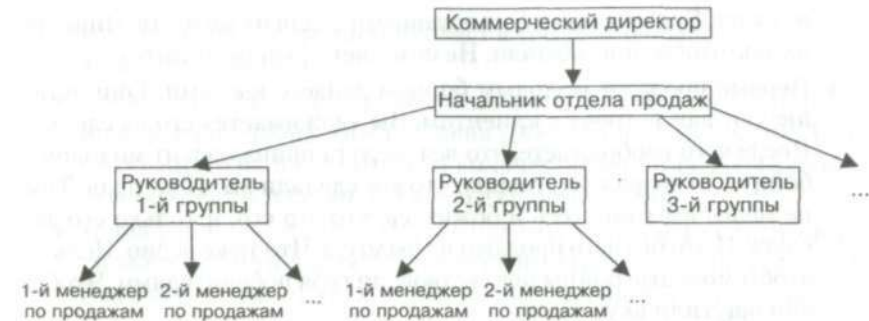 Коммерческий директор
Начальник отдела продаж
Руководитель
1-й группы
Руководитель
2-й группы
Руководитель
3-й группы
...
1-й менеджер
по продажам
2-й менеджер
по продажам
...
1-й менеджер
по продажам
2-й менеджер
по продажам
...